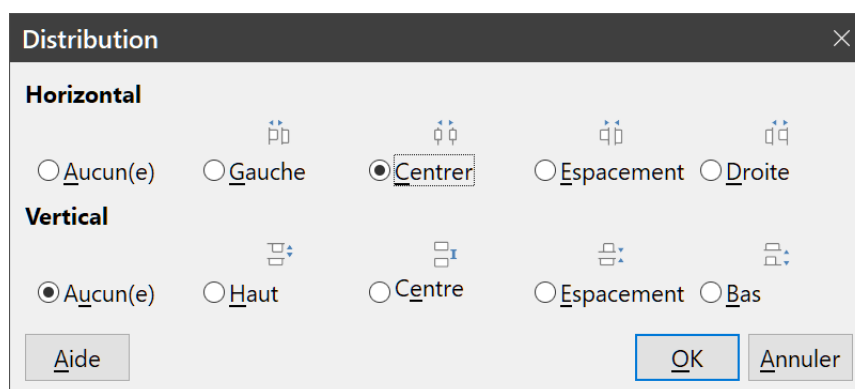 Distribution
Horizontal
Aucun(e) Gauche Centrer Espacement Droite
Vertical
Aucun(e) Haut Centre Espacement Bas
Aide OK Annuler